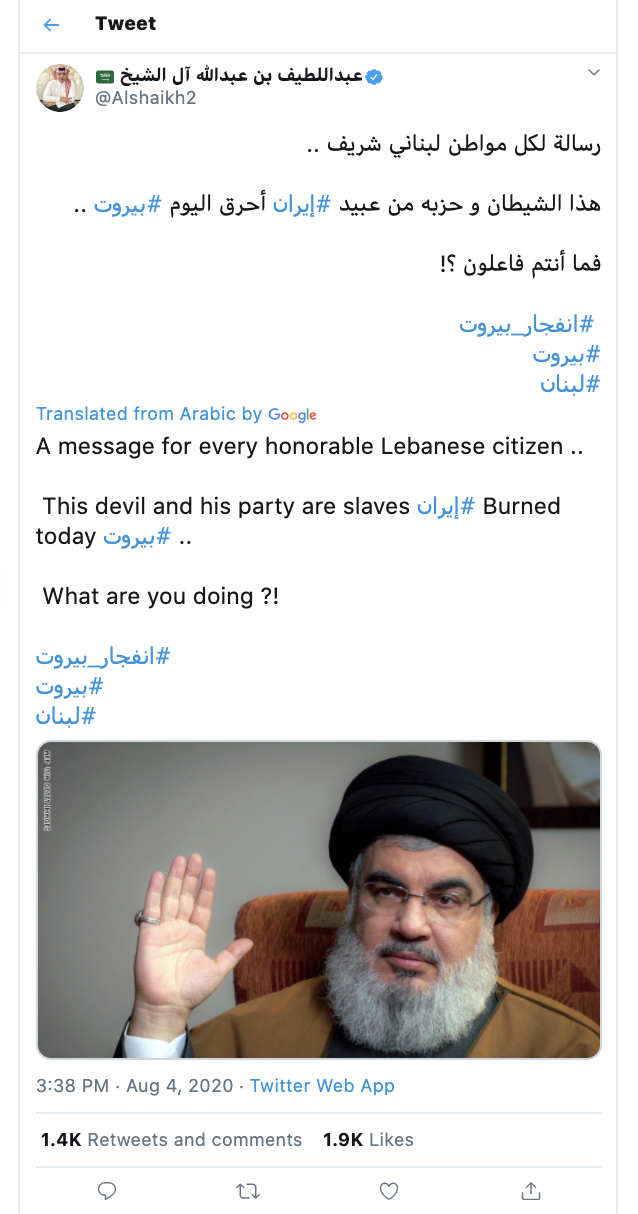 Tweet
عبداللطيف بن عبدالله آل الشيخ
@Alshaikh2
رسالة لكل مواطن لبناني شريف ..
هذا الشيطان و حزبه من عبيد #إيران أحرق اليوم #بيروت ..
فما أنتم فاعلون ؟!
#انفجار_بيروت
#بيروت
#لبنان
Translated from Arabic by Google
A message for every honorable Lebanese citizen ..
This devil and his party are slaves #إيران Burned
today #بيروت ..
What are you doing ?!
#انفجار_بيروت
#بيروت
#لبنان
3:38 PM · Aug 4, 2020 · Twitter Web App
1.4K Retweets and comments 1.9K Likes